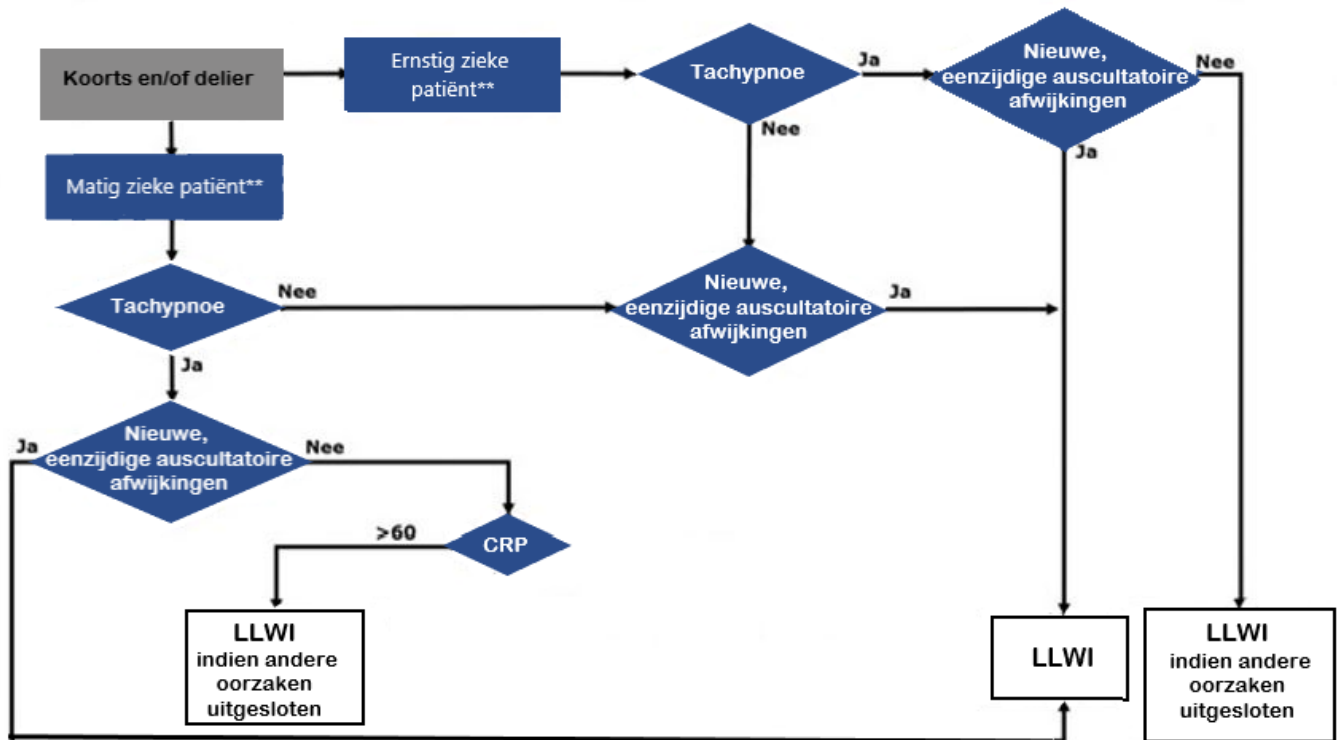 Koorts en/of delier
Ernstig zieke
patiënt**
Tachypnoe
Ja
Nieuwe,
eenzijdige auscultatoire
afwijkingen
Nee
Nee
Ja
Matig zieke patiënt**
Tachypnoe
Nee
Nieuwe,
eenzijdige auscultatoire
afwijkingen
Ja
Ja
Ja
Nieuwe,
eenzijdige auscultatoire
afwijkingen
Nee
>60
CRP
LLWI
indien andere
oorzaken
uitgesloten
LLWI
LLWI
indien andere
oorzaken
uitgesloten